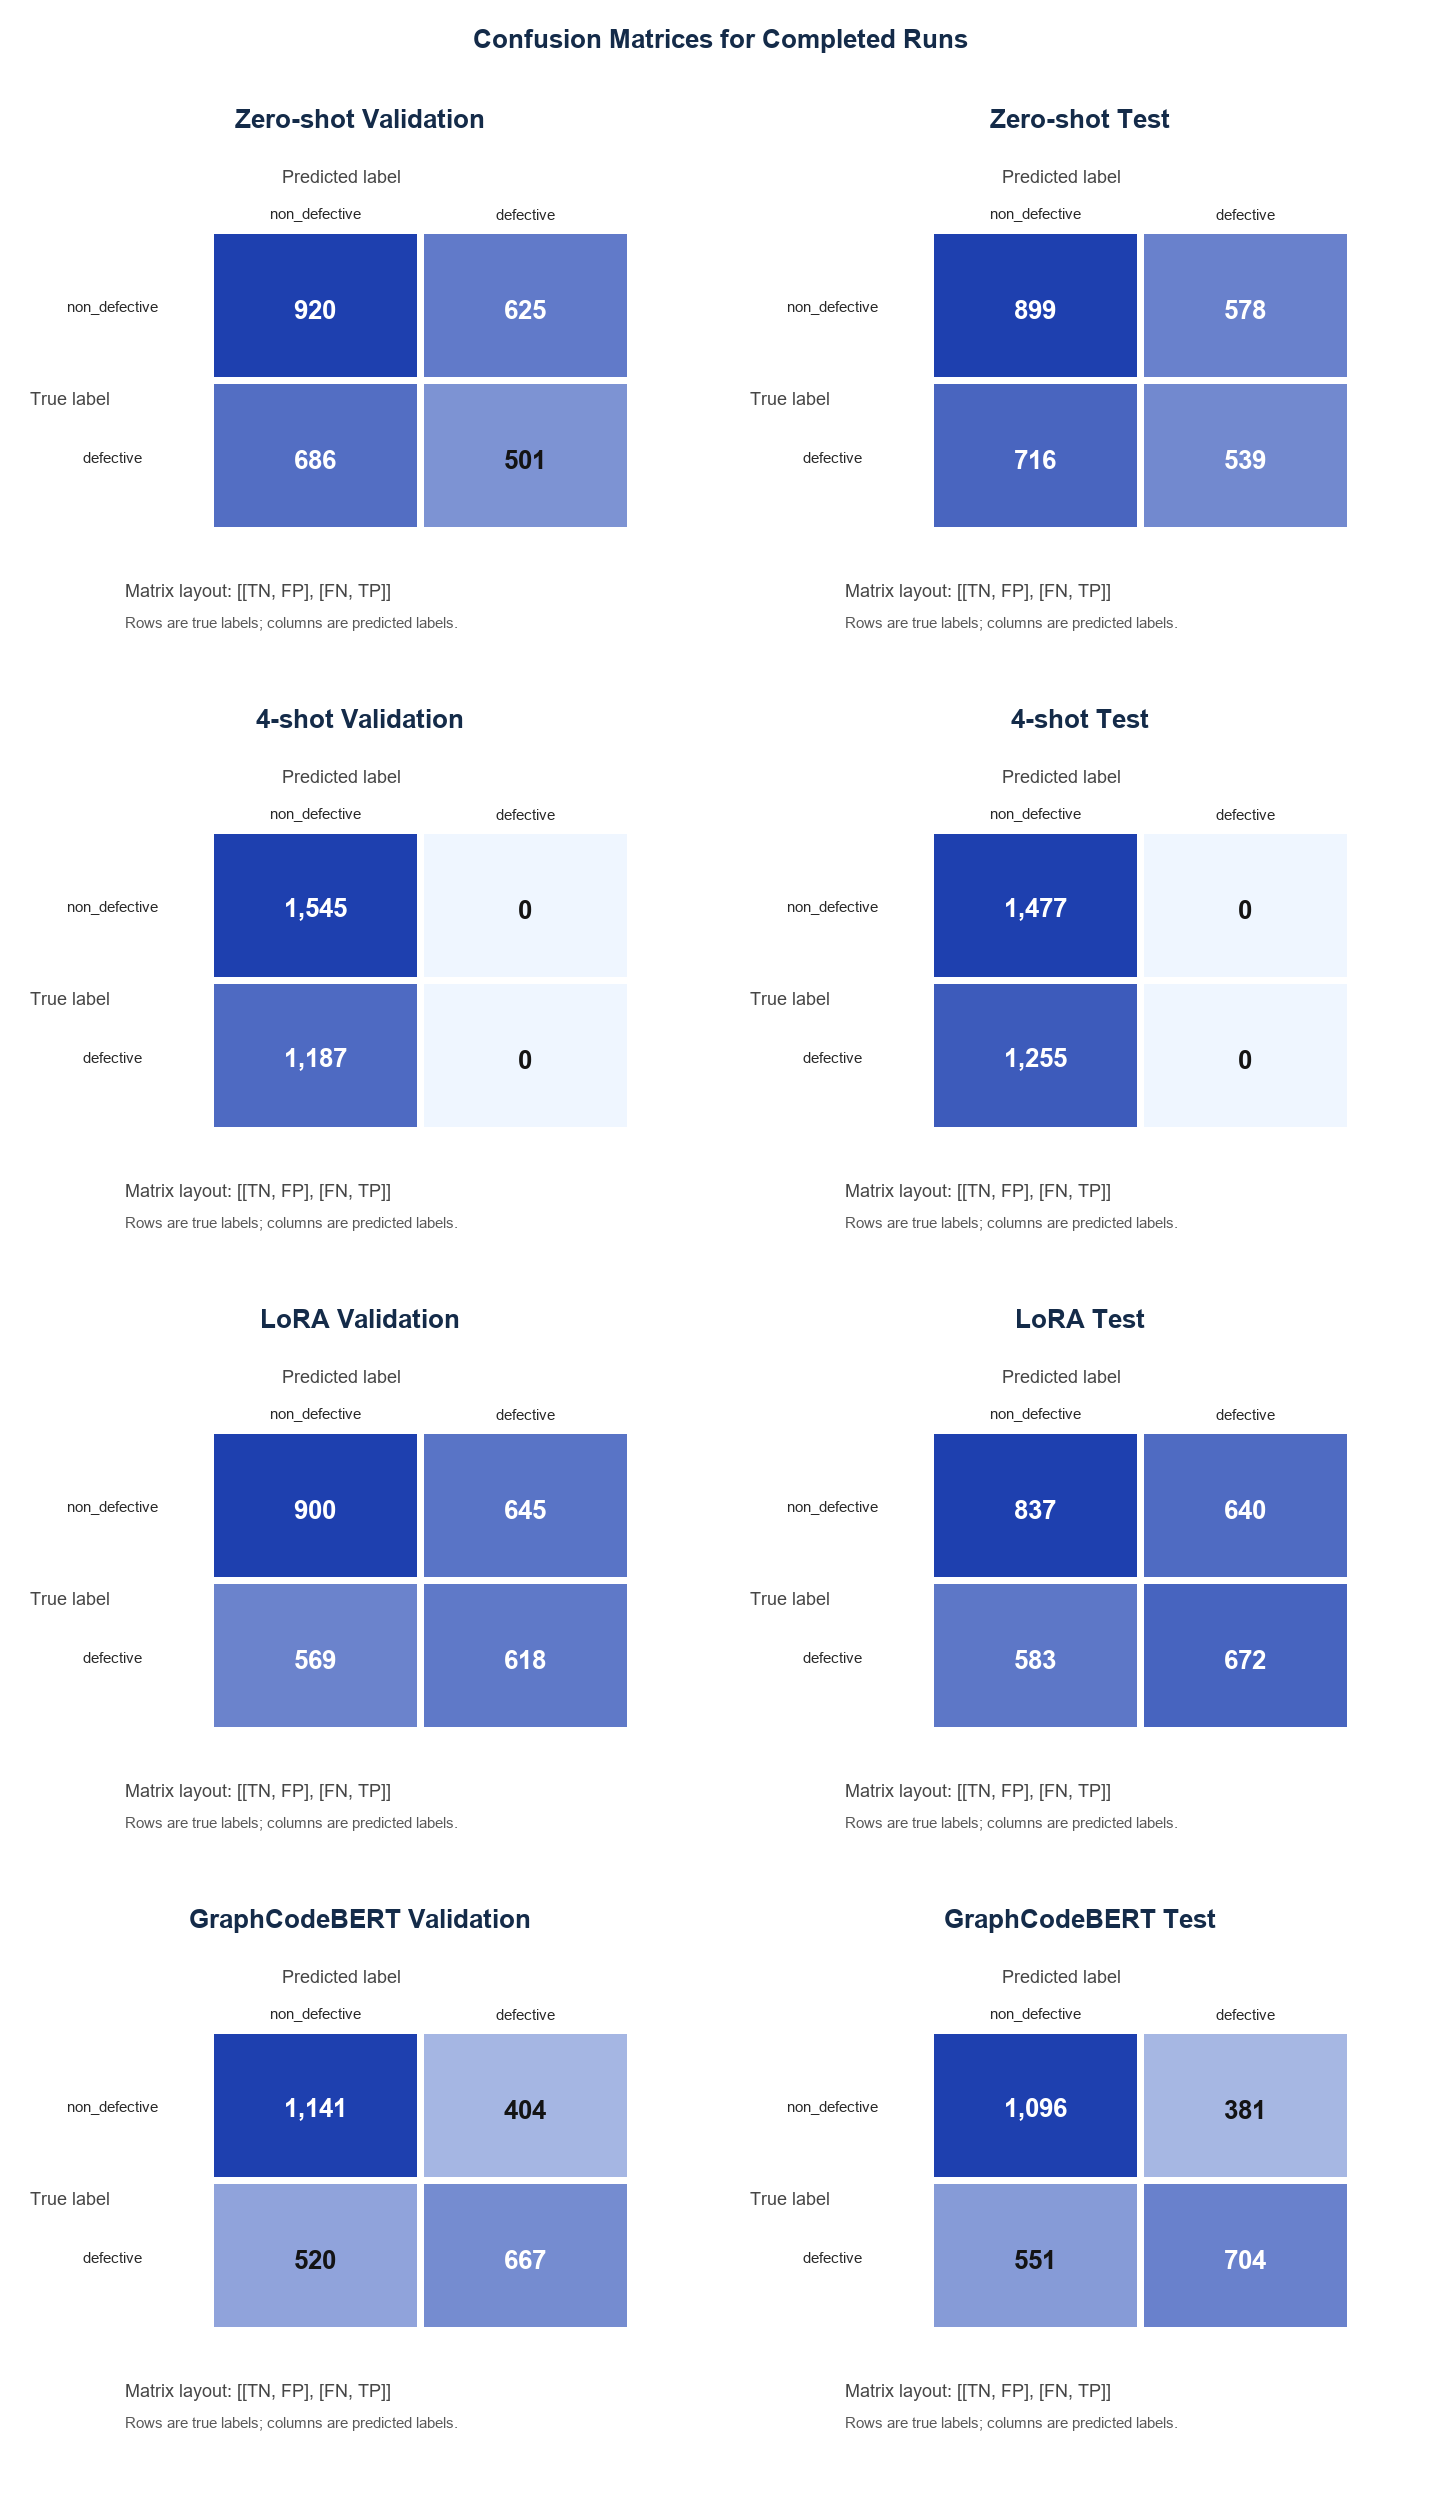 Confusion Matrices for Completed Runs
Zero-shot Validation
Predicted label
non_defective defective
non_defective 920 625
True label
defective 686 501
Matrix layout: [[TN, FP], [FN, TP]]
Rows are true labels; columns are predicted labels.
Zero-shot Test
Predicted label
non_defective defective
non_defective 899 578
True label
defective 716 539
Matrix layout: [[TN, FP], [FN, TP]]
Rows are true labels; columns are predicted labels.
4-shot Validation
Predicted label
non_defective defective
non_defective 1,545 0
True label
defective 1,187 0
Matrix layout: [[TN, FP], [FN, TP]]
Rows are true labels; columns are predicted labels.
4-shot Test
Predicted label
non_defective defective
non_defective 1,477 0
True label
defective 1,255 0
Matrix layout: [[TN, FP], [FN, TP]]
Rows are true labels; columns are predicted labels.
LoRA Validation
Predicted label
non_defective defective
non_defective 900 645
True label
defective 569 618
Matrix layout: [[TN, FP], [FN, TP]]
Rows are true labels; columns are predicted labels.
LoRA Test
Predicted label
non_defective defective
non_defective 837 640
True label
defective 583 672
Matrix layout: [[TN, FP], [FN, TP]]
Rows are true labels; columns are predicted labels.
GraphCodeBERT Validation
Predicted label
non_defective defective
non_defective 1,141 404
True label
defective 520 667
Matrix layout: [[TN, FP], [FN, TP]]
Rows are true labels; columns are predicted labels.
GraphCodeBERT Test
Predicted label
non_defective defective
non_defective 1,096 381
True label
defective 551 704
Matrix layout: [[TN, FP], [FN, TP]]
Rows are true labels; columns are predicted labels.